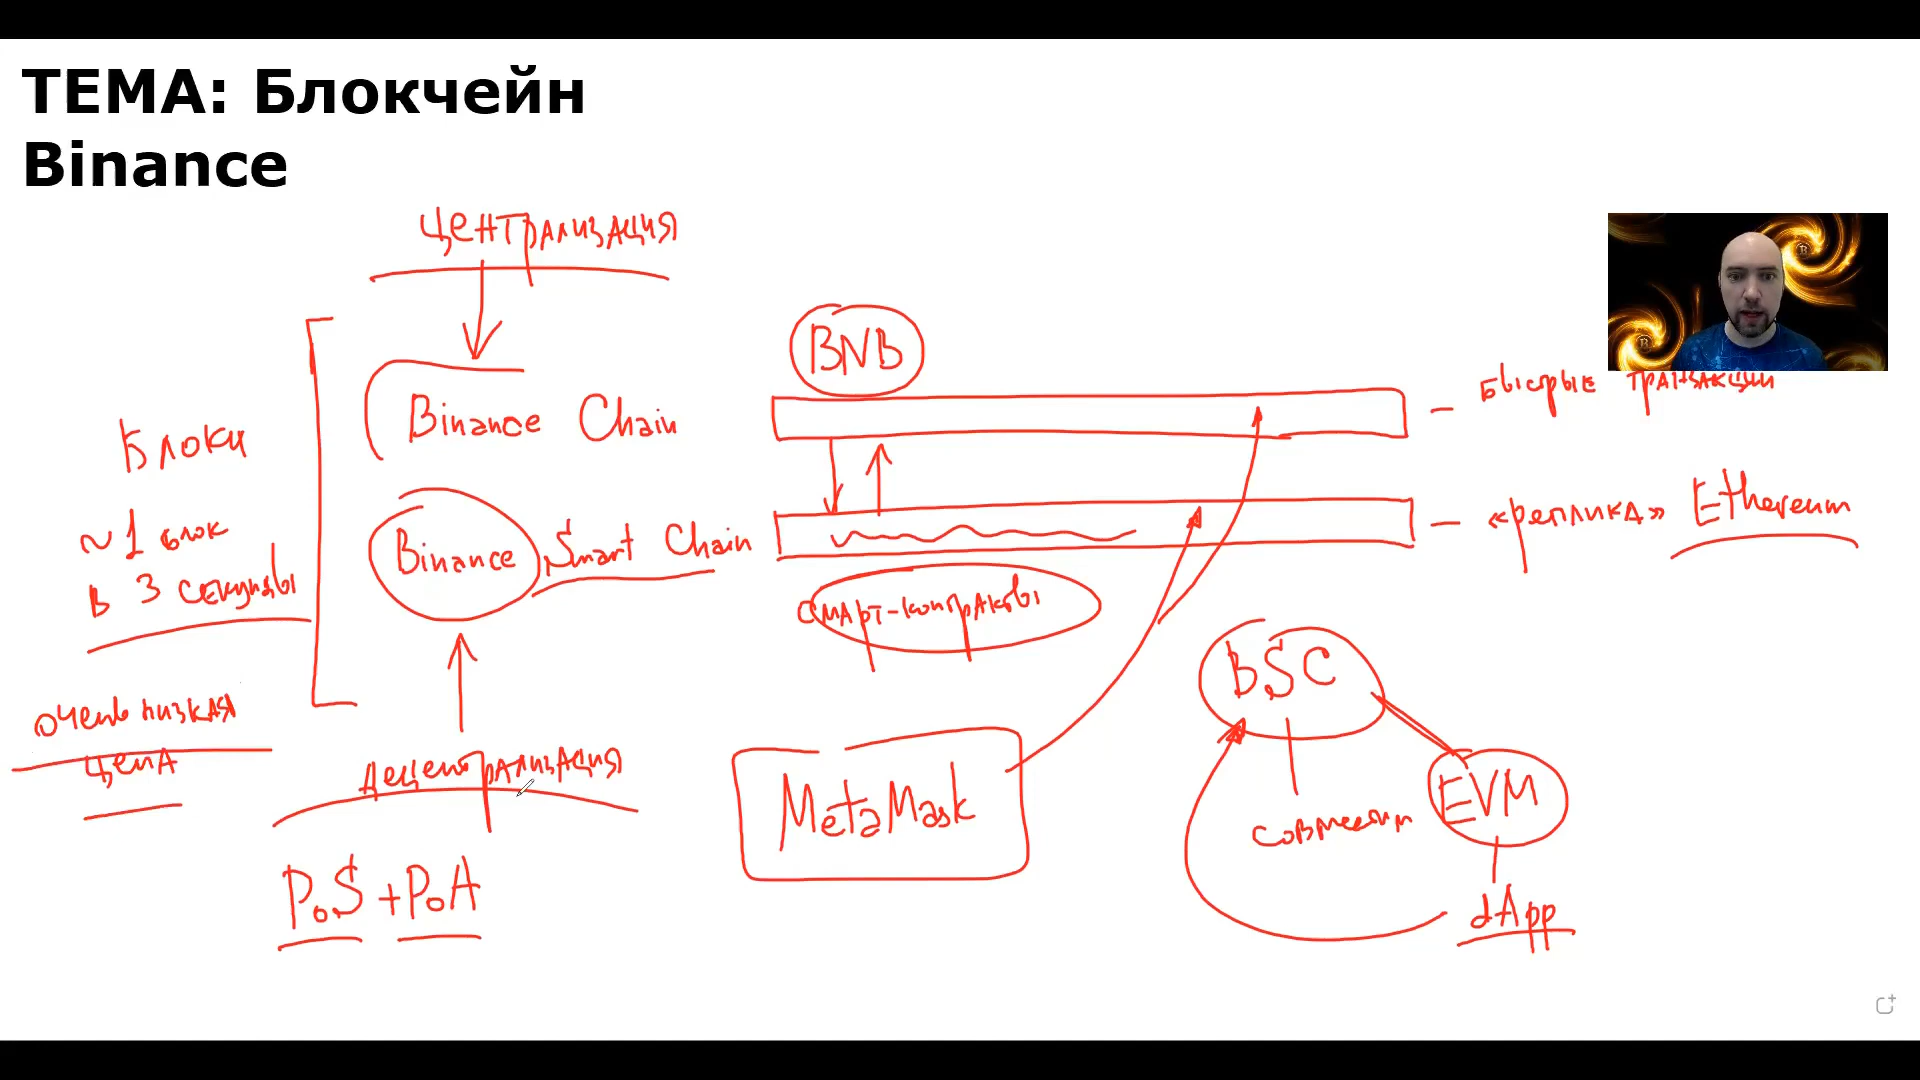 ТЕМА: Блокчейн
Binance
централизация
BNB
Binance Chain
– Быстрые транзакции
Блоки
~1 блок
в 3 секунды
Binance Smart Chain
– «реплика» Ethereum
смарт-контракты
BSC
очень низкая
цена
децентрализация
MetaMask
EVM
совместим
PoS + PoA
dApp